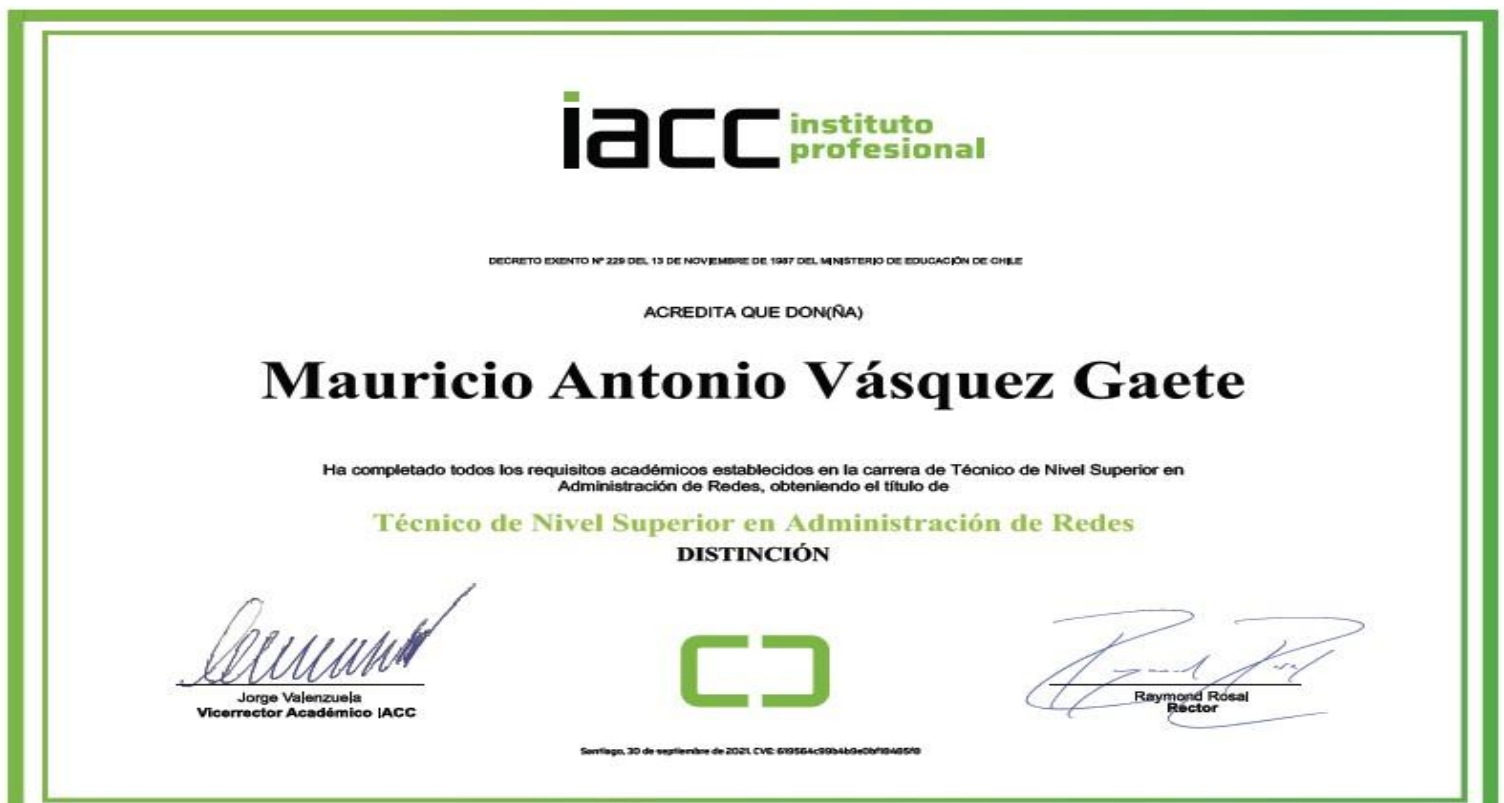 iacc instituto
profesional
DECRETO EXENTO Nº 229 DEL 13 DE NOVIEMBRE DE 1987 DEL MINISTERIO DE EDUCACIÓN DE CHILE
ACREDITA QUE DON(ÑA)
Mauricio Antonio Vásquez Gaete
Ha completado todos los requisitos académicos establecidos en la carrera de Técnico de Nivel Superior en
Administración de Redes, obteniendo el título de
Técnico de Nivel Superior en Administración de Redes
DISTINCIÓN
Jorge Valenzuela
Vicerrector Académico IACC
Raymond Rosal
Rector
Santiago, 30 de septiembre de 2021. CVE: